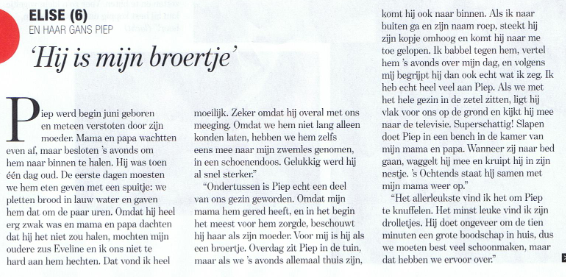 ELISE (6)
EN HAAR GANS PIEP
'Hij is mijn broertje'
Piep werd begin juni geboren
en meteen verstoten door zijn
moeder. Mama en papa wachtten
even af, maar besloten 's avonds om
hem naar binnen te halen. Hij was toen
één dag oud. De eerste dagen moesten
we hem eten geven met een spuitje: we
pletten brood in lauw water en gaven
hem dat om de paar uren. Omdat hij heel
erg zwak was en mama en papa dachten
dat hij het niet zou halen, mochten mijn
oudere zus Eveline en ik ons niet te
hard aan hem hechten. Dat vond ik heel
moeilijk. Zeker omdat hij overal met ons
meeging. Omdat we hem niet lang alleen
konden laten, hebben we hem zelfs
eens mee naar mijn zwemles genomen,
in een schoenendoos. Gelukkig werd hij
al snel sterker."
"Ondertussen is Piep echt een deel
van ons gezin geworden. Omdat mijn
mama hem gered heeft, en in het begin
het meest voor hem zorgde, beschouwt
hij haar als zijn moeder. Voor mij is hij als
een broertje. Overdag zit Piep in de tuin,
maar als we 's avonds allemaal thuis zijn,
komt hij ook naar binnen. Als ik naar
buiten ga en zijn naam roep, steekt hij
zijn kopje omhoog en komt hij naar me
toe gelopen. Ik babbel tegen hem, vertel
hem 's avonds over mijn dag, en volgens
mij begrijpt hij dan ook echt wat ik zeg. Ik
heb echt heel veel aan Piep. Als we met
het hele gezin in de zetel zitten, ligt hij
vlak voor ons op de grond en kijkt hij mee
naar de televisie. Superschattig! Slapen
doet Piep in een bench in de kamer van
mijn mama en papa. Wanneer zij naar bed
gaan, waggelt hij mee en kruipt hij in zijn
nestje. 's Ochtends staat hij samen met
mijn mama weer op."
"Het allerleukste vind ik het om Piep
te knuffelen. Het minst leuke vind ik zijn
drolletjes. Hij doet ongeveer om de tien
minuten een grote boodschap in huis, dus
we moeten best veel schoonmaken, maar
dat hebben we ervoor over."